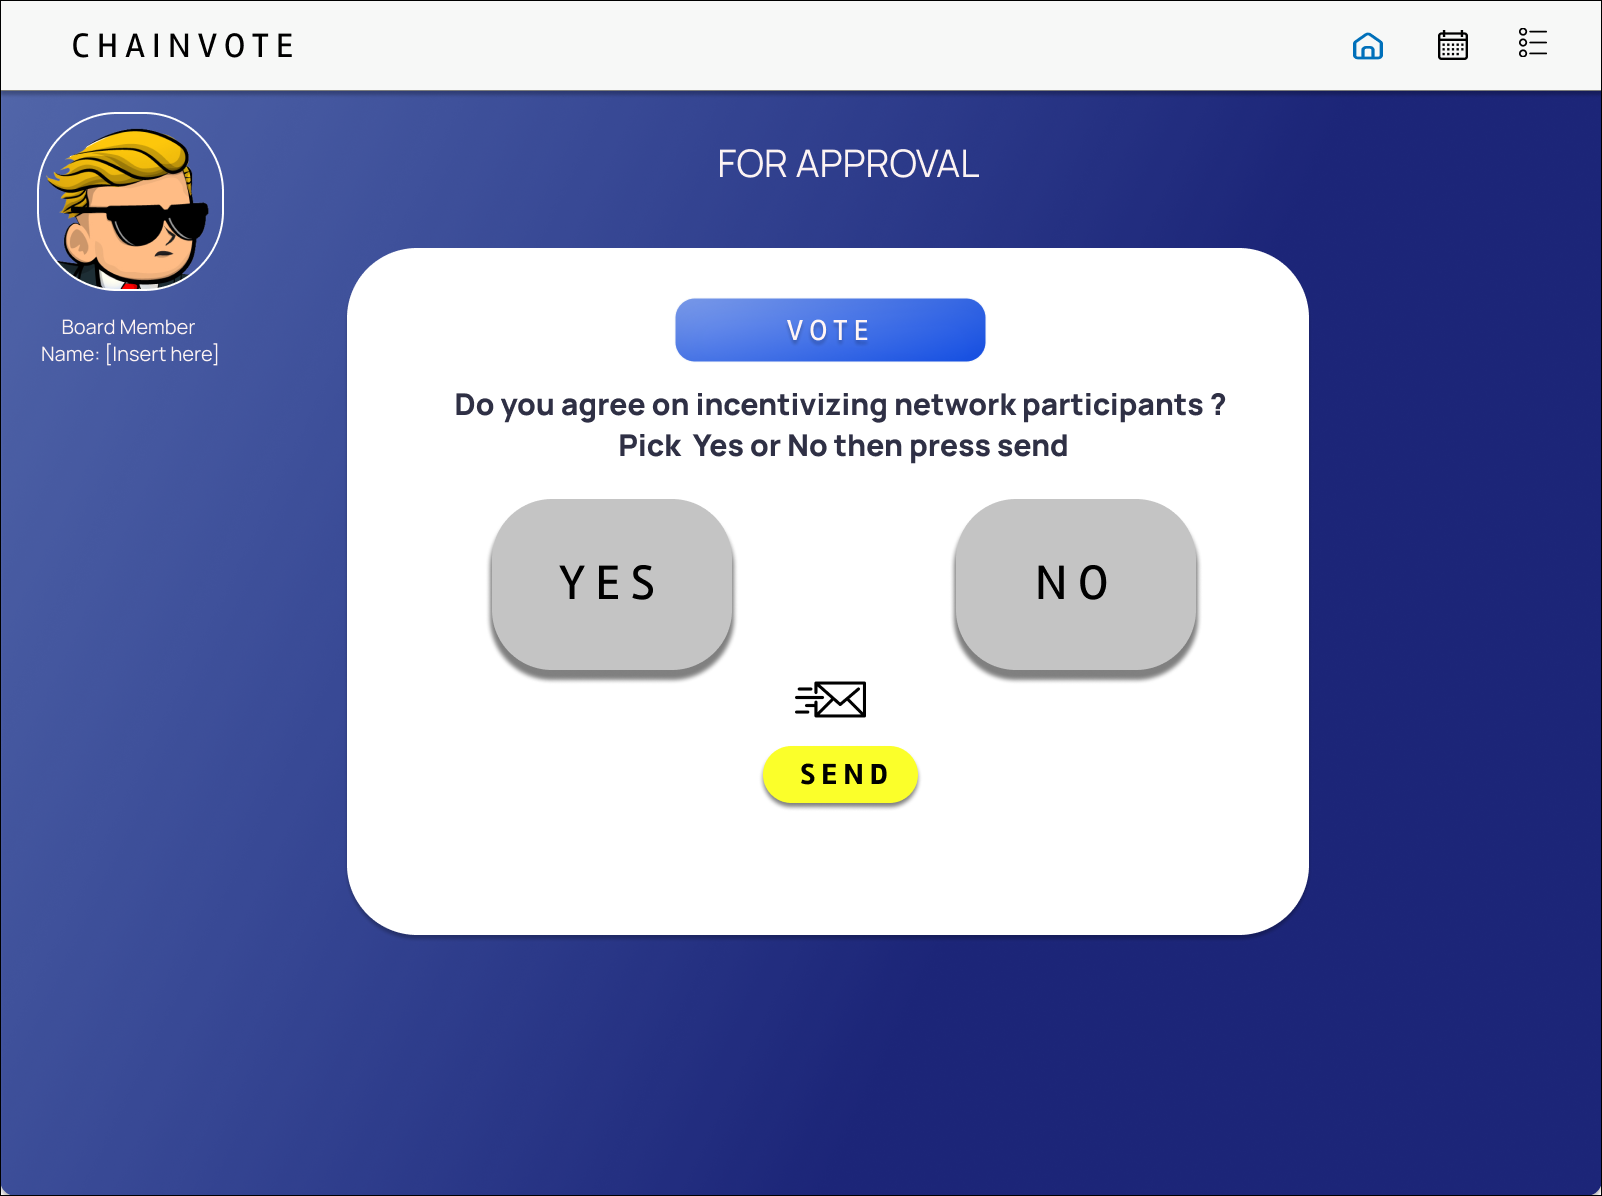 CHAINVOTE
FOR APPROVAL
Board Member
Name: [Insert here]
VOTE
Do you agree on incentivizing network participants ?
Pick  Yes or No then press send
YES
NO
SEND